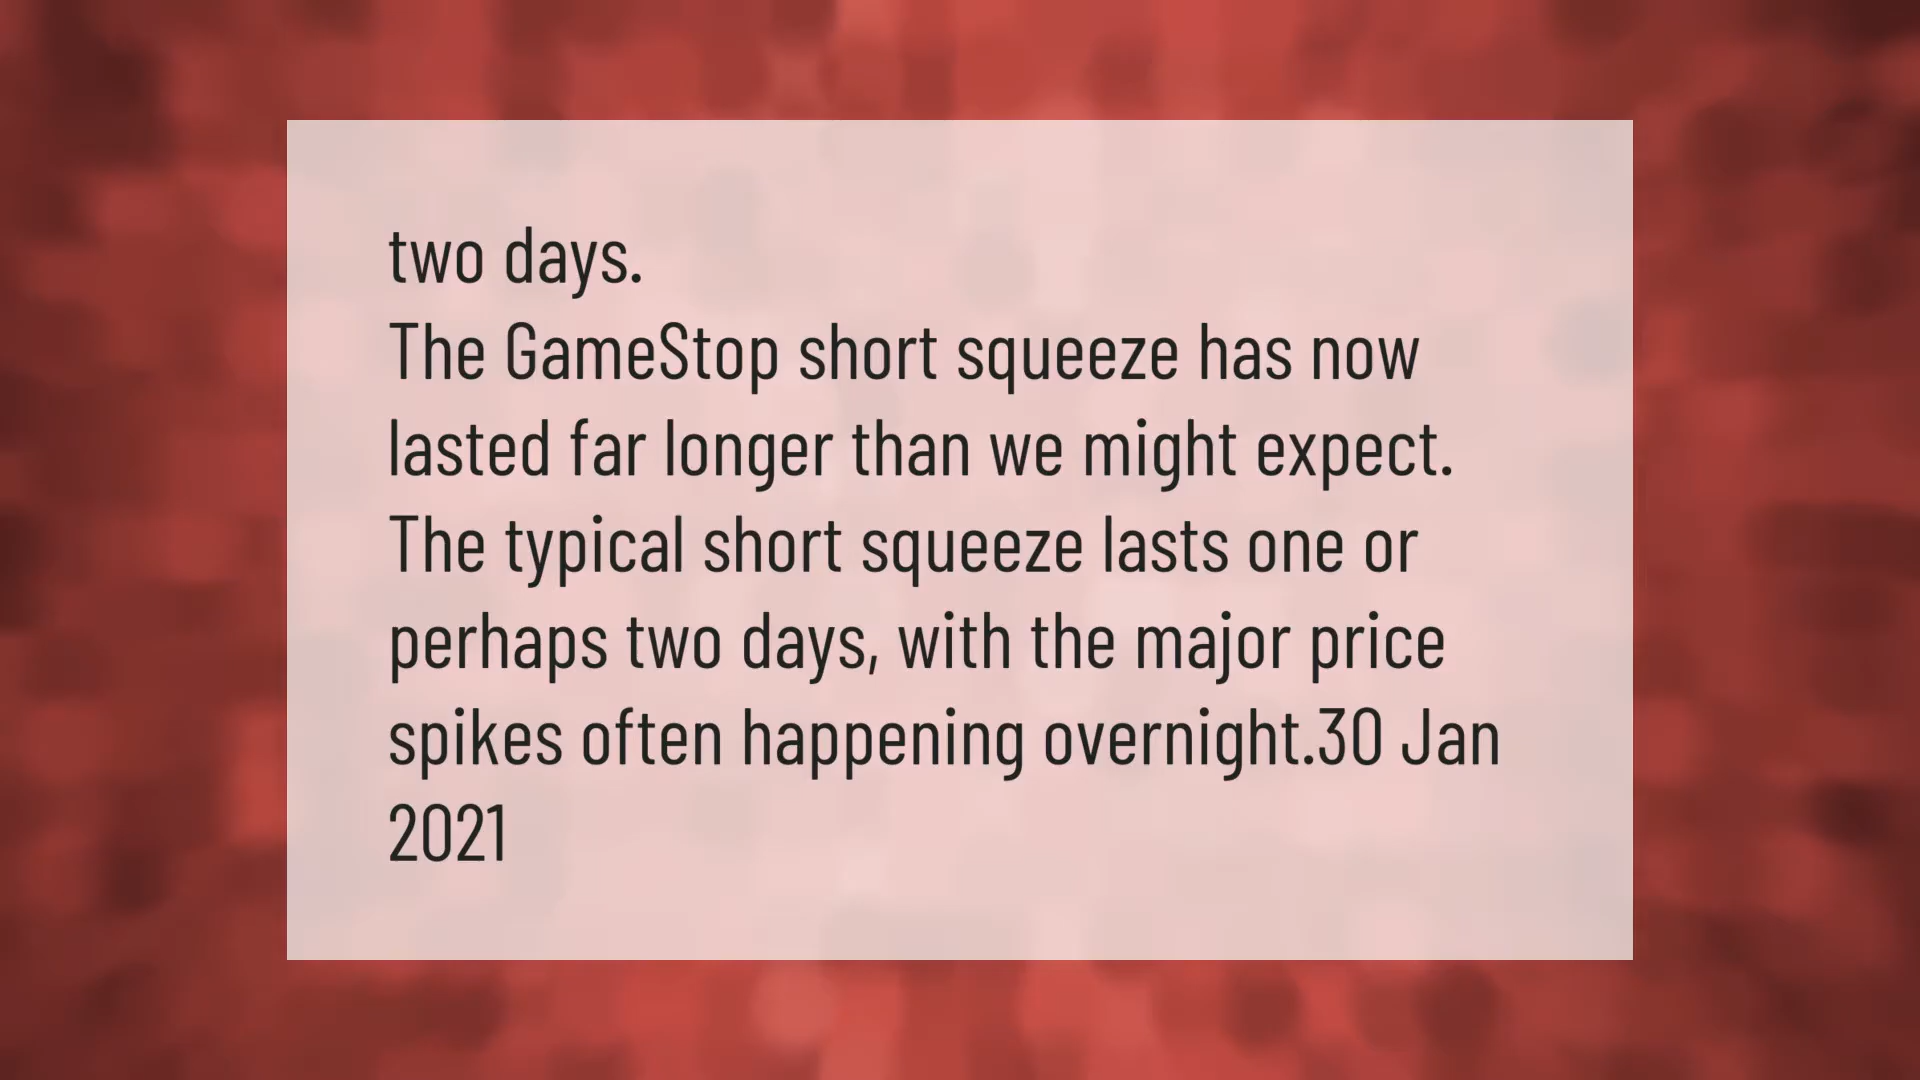 two days.
The GameStop short squeeze has now
lasted far longer than we might expect.
The typical short squeeze lasts one or
perhaps two days, with the major price
spikes often happening overnight.30 Jan
2021